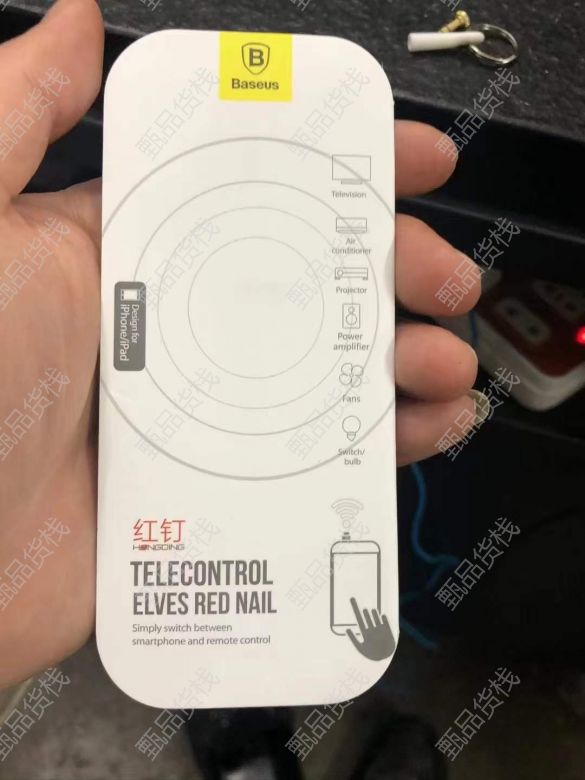 B
Baseus
Television
Air
conditioner
Projector
Power
amplifier
Fans
Switch/
bulb
Design for
iPhone/iPad
红钉
HONGDING
TELECONTROL
ELVES RED NAIL
Simply switch between
smartphone and remote control
甄品货栈